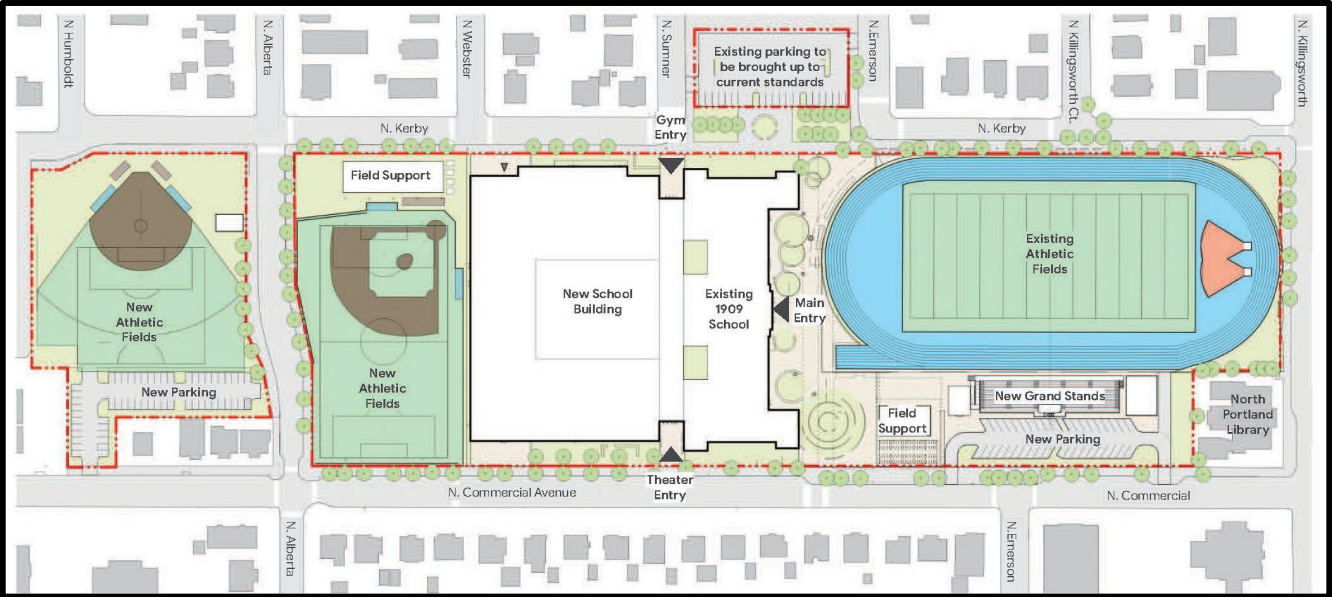 N. Humboldt
N. Alberta
N Webster
N. Sumner
N.Emerson
N Killingsworth Ct.
N. Killingsworth
Existing parking to
be brought up to
current standards
N. Kerby
Gym
Entry
N. Kerby
Field Support
New
Athletic
Fields
New Parking
New
Athletic
Fields
New School
Building
Existing
1909
School
Main
Entry
Existing
Athletic
Fields
New Grand Stands
Field
Support
New Parking
North
Portland
Library
Theater
Entry
N. Commercial Avenue
N. Commercial
N. Alberta
N.Emerson